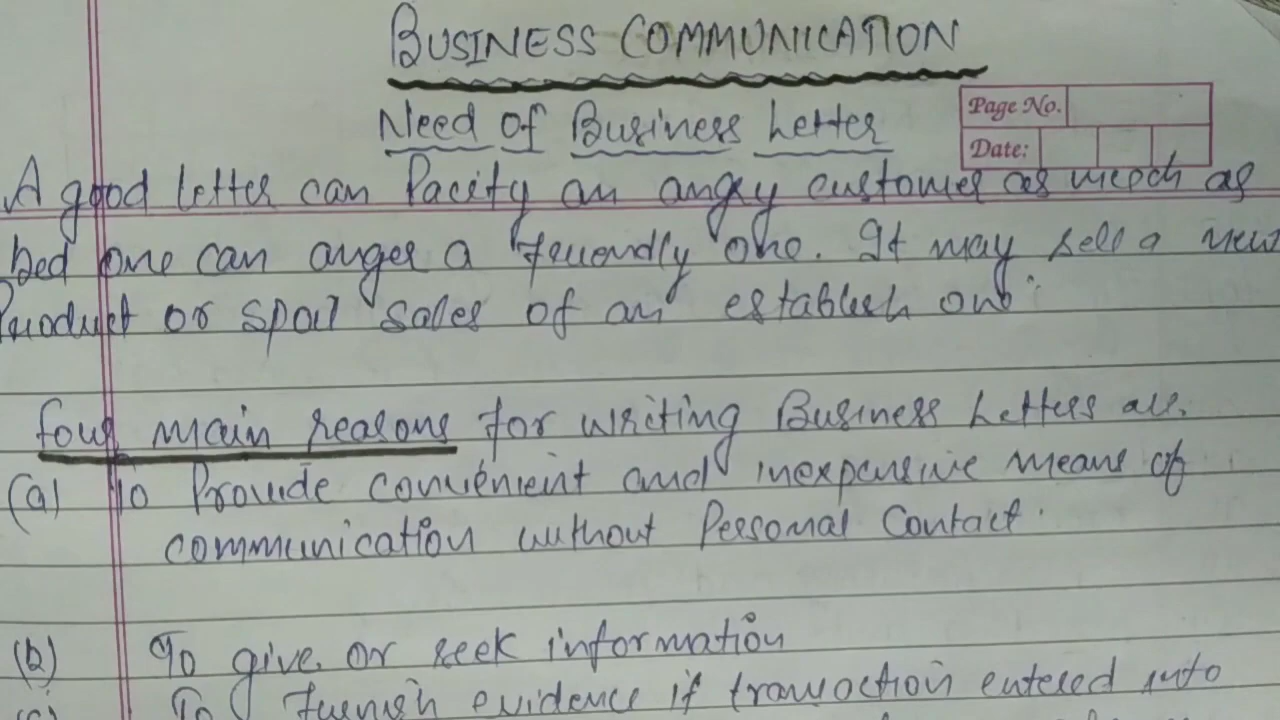 BUSINESS COMMUNICATION
Need of Business Letter
Page No.
Date:
A good letter can Pacify an angry customer as much as
bed one can anger a friendly one. It may sell a new
Product or spoil sales of an establish one
four main reasons for writing Business Letters are.
(a) To Provide convenient and inexpensive means of
communication without Personal Contact.
(b) To give or seek information
(c) To furnish evidence if transaction entered into